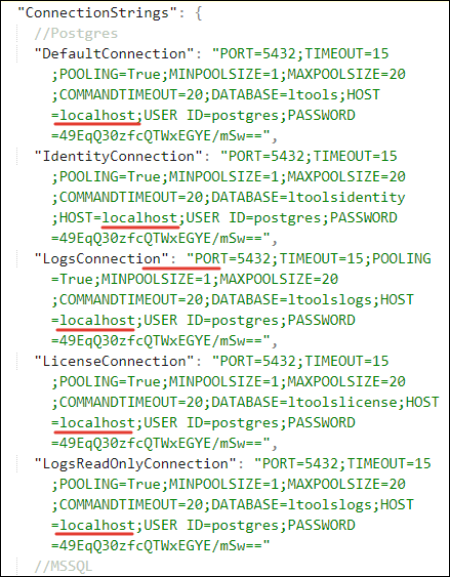 "ConnectionStrings": {
//Postgres
"DefaultConnection": "PORT=5432;TIMEOUT=15
;POOLING=True;MINPOOLSIZE=1;MAXPOOLSIZE=20
;COMMANDTIMEOUT=20;DATABASE=ltools;HOST
=localhost;USER ID=postgres;PASSWORD
=49EqQ30zfcQTWxEGYE/mSw==",
"IdentityConnection": "PORT=5432;TIMEOUT=15
;POOLING=True;MINPOOLSIZE=1;MAXPOOLSIZE=20
;COMMANDTIMEOUT=20;DATABASE=ltoolsidentity
;HOST=localhost;USER ID=postgres;PASSWORD
=49EqQ30zfcQTWxEGYE/mSw==",
"LogsConnection": "PORT=5432;TIMEOUT=15;POOLING
=True;MINPOOLSIZE=1;MAXPOOLSIZE=20
;COMMANDTIMEOUT=20;DATABASE=ltoolslogs;HOST
=localhost;USER ID=postgres;PASSWORD
=49EqQ30zfcQTWxEGYE/mSw==",
"LicenseConnection": "PORT=5432;TIMEOUT=15
;POOLING=True;MINPOOLSIZE=1;MAXPOOLSIZE=20
;COMMANDTIMEOUT=20;DATABASE=ltoolslicense;HOST
=localhost;USER ID=postgres;PASSWORD
=49EqQ30zfcQTWxEGYE/mSw==",
"LogsReadOnlyConnection": "PORT=5432;TIMEOUT=15
;POOLING=True;MINPOOLSIZE=1;MAXPOOLSIZE=20
;COMMANDTIMEOUT=20;DATABASE=ltoolslogs;HOST
=localhost;USER ID=postgres;PASSWORD
=49EqQ30zfcQTWxEGYE/mSw=="
//MSSQL